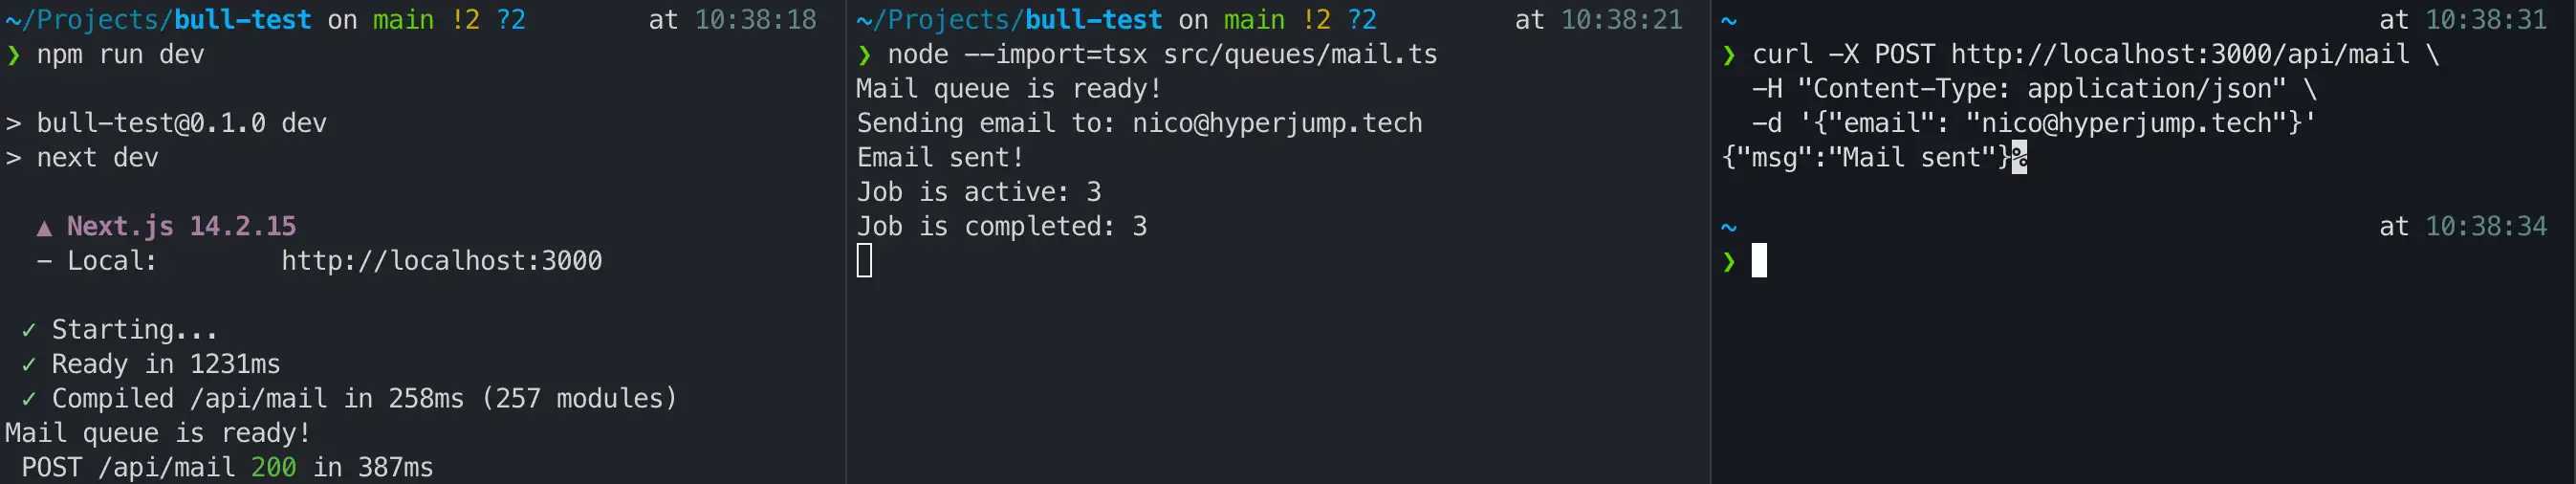 ~/Projects/bull-test on main !2 ?2 at 10:38:18
❯ npm run dev
> bull-test@0.1.0 dev
> next dev
▲ Next.js 14.2.15
- Local: http://localhost:3000
✓ Starting...
✓ Ready in 1231ms
✓ Compiled /api/mail in 258ms (257 modules)
Mail queue is ready!
POST /api/mail 200 in 387ms
~/Projects/bull-test on main !2 ?2 at 10:38:21
❯ node --import=tsx src/queues/mail.ts
Mail queue is ready!
Sending email to: nico@hyperjump.tech
Email sent!
Job is active: 3
Job is completed: 3
~ at 10:38:31
❯ curl -X POST http://localhost:3000/api/mail \
-H "Content-Type: application/json" \
-d '{"email": "nico@hyperjump.tech"}'
{"msg":"Mail sent"}%
~ at 10:38:34
❯